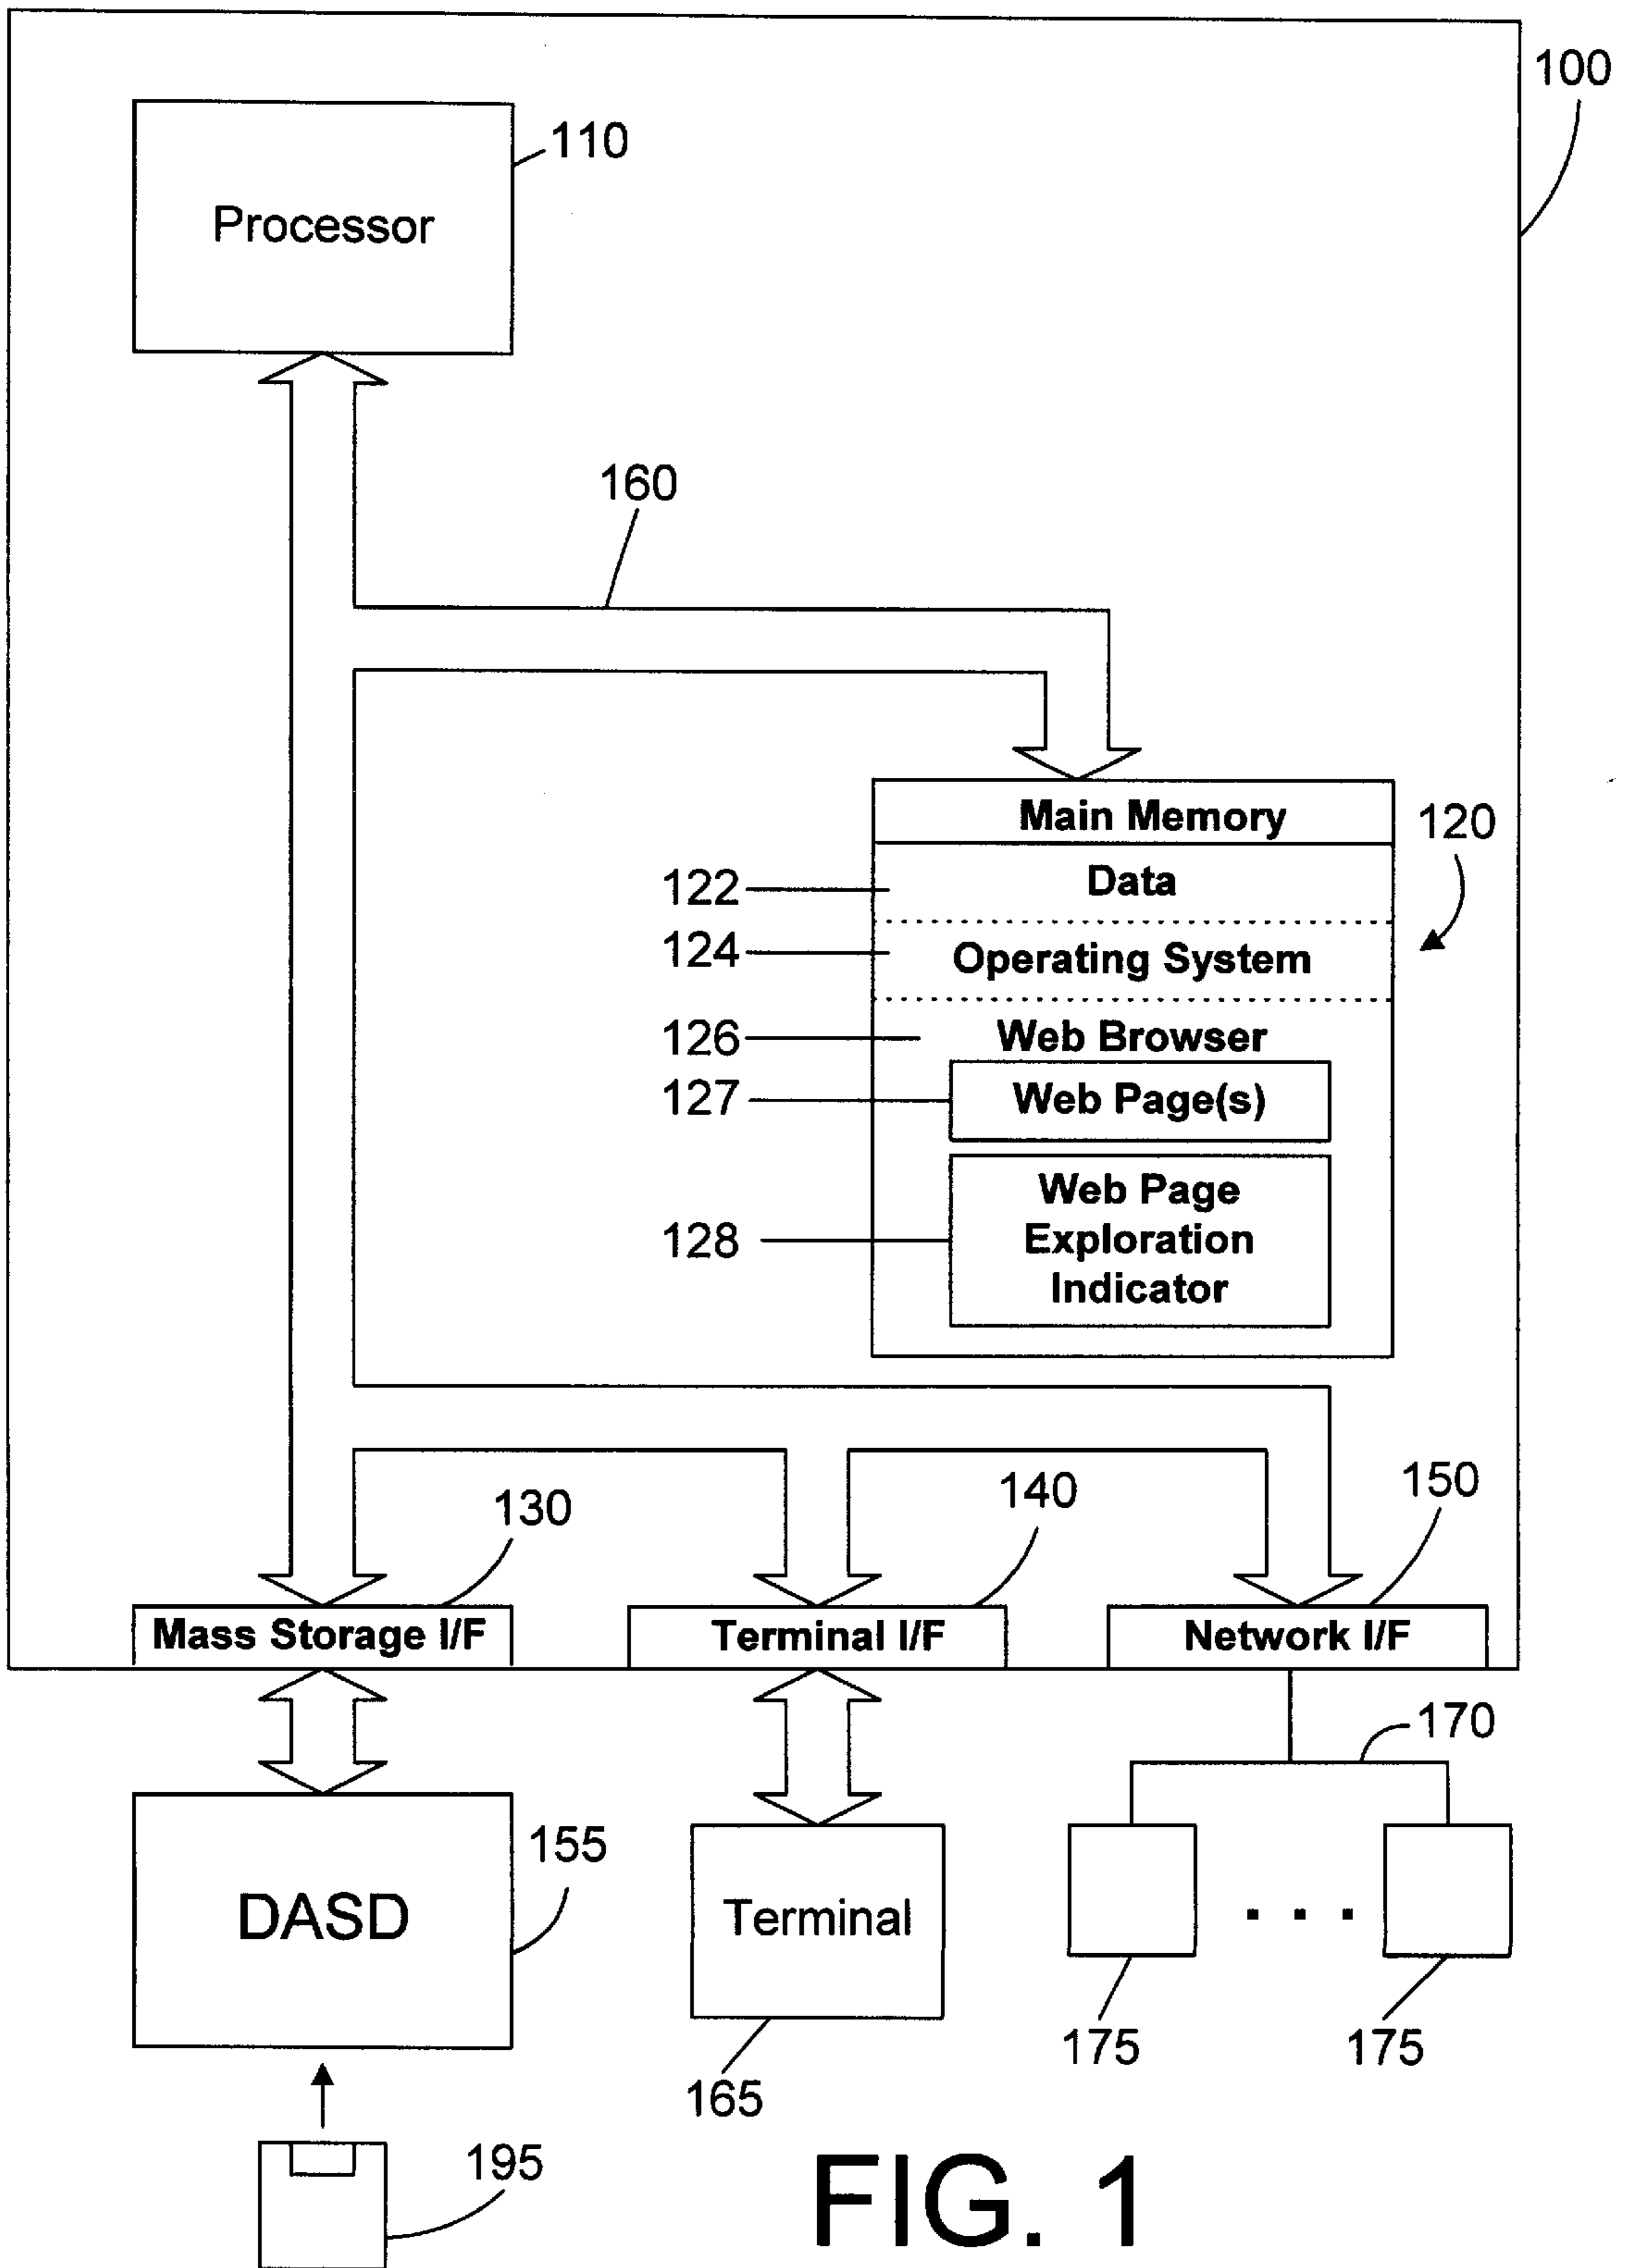 100
110
Processor
160
Main Memory
120
122
Data
124
Operating System
126
Web Browser
127
Web Page(s)
128
Web Page
Exploration
Indicator
130
140
150
Mass Storage I/F
Terminal I/F
Network I/F
170
155
DASD
Terminal
. . .
175
175
165
195
FIG. 1